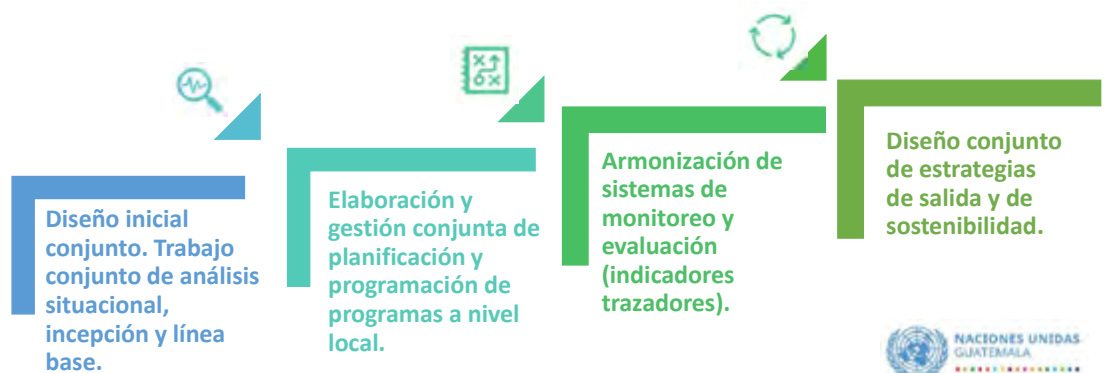 Diseño inicial
conjunto. Trabajo
conjunto de análisis
situacional,
incepción y línea
base.
Elaboración y
gestión conjunta de
planificación y
programación de
programas a nivel
local.
Armonización de
sistemas de
monitoreo y
evaluación
(indicadores
trazadores).
Diseño conjunto
de estrategias
de salida y de
sostenibilidad.
NACIONES UNIDAS
GUATEMALA